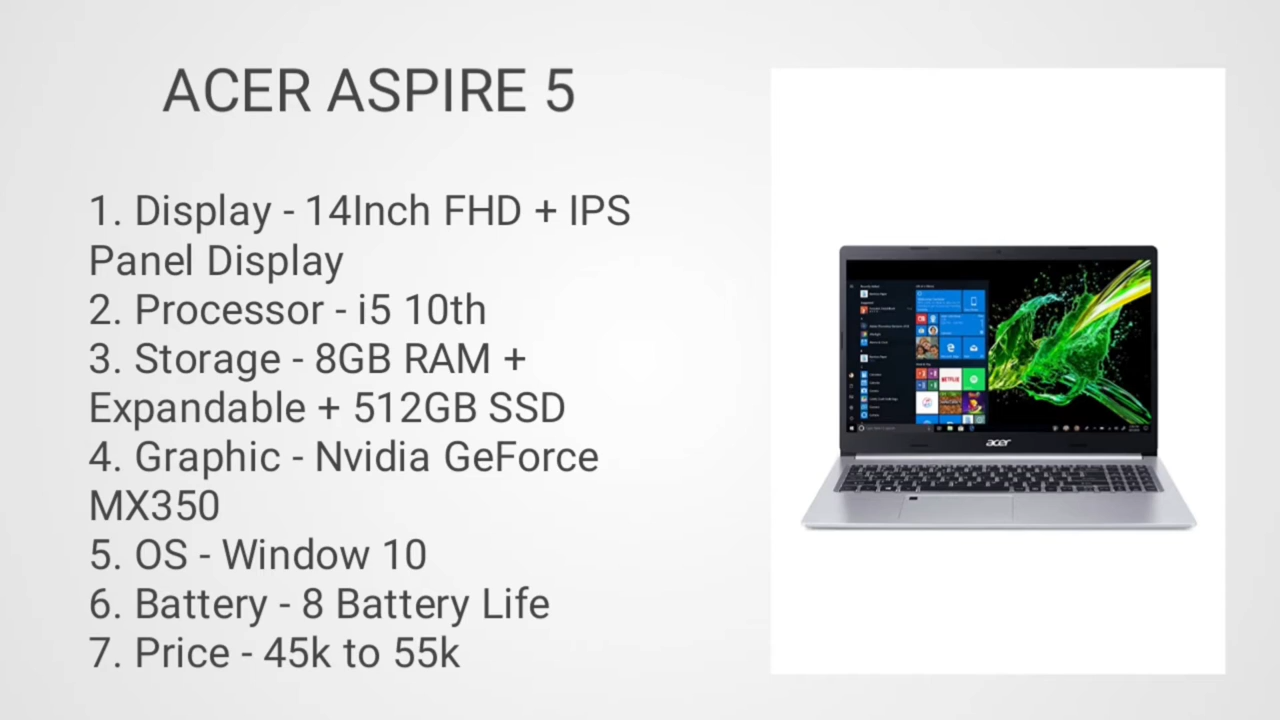 ACER ASPIRE 5
1. Display - 14Inch FHD + IPS
Panel Display
2. Processor - i5 10th
3. Storage - 8GB RAM +
Expandable + 512GB SSD
4. Graphic - Nvidia GeForce
MX350
5. OS - Window 10
6. Battery - 8 Battery Life
7. Price - 45k to 55k
NETFLIX
acer